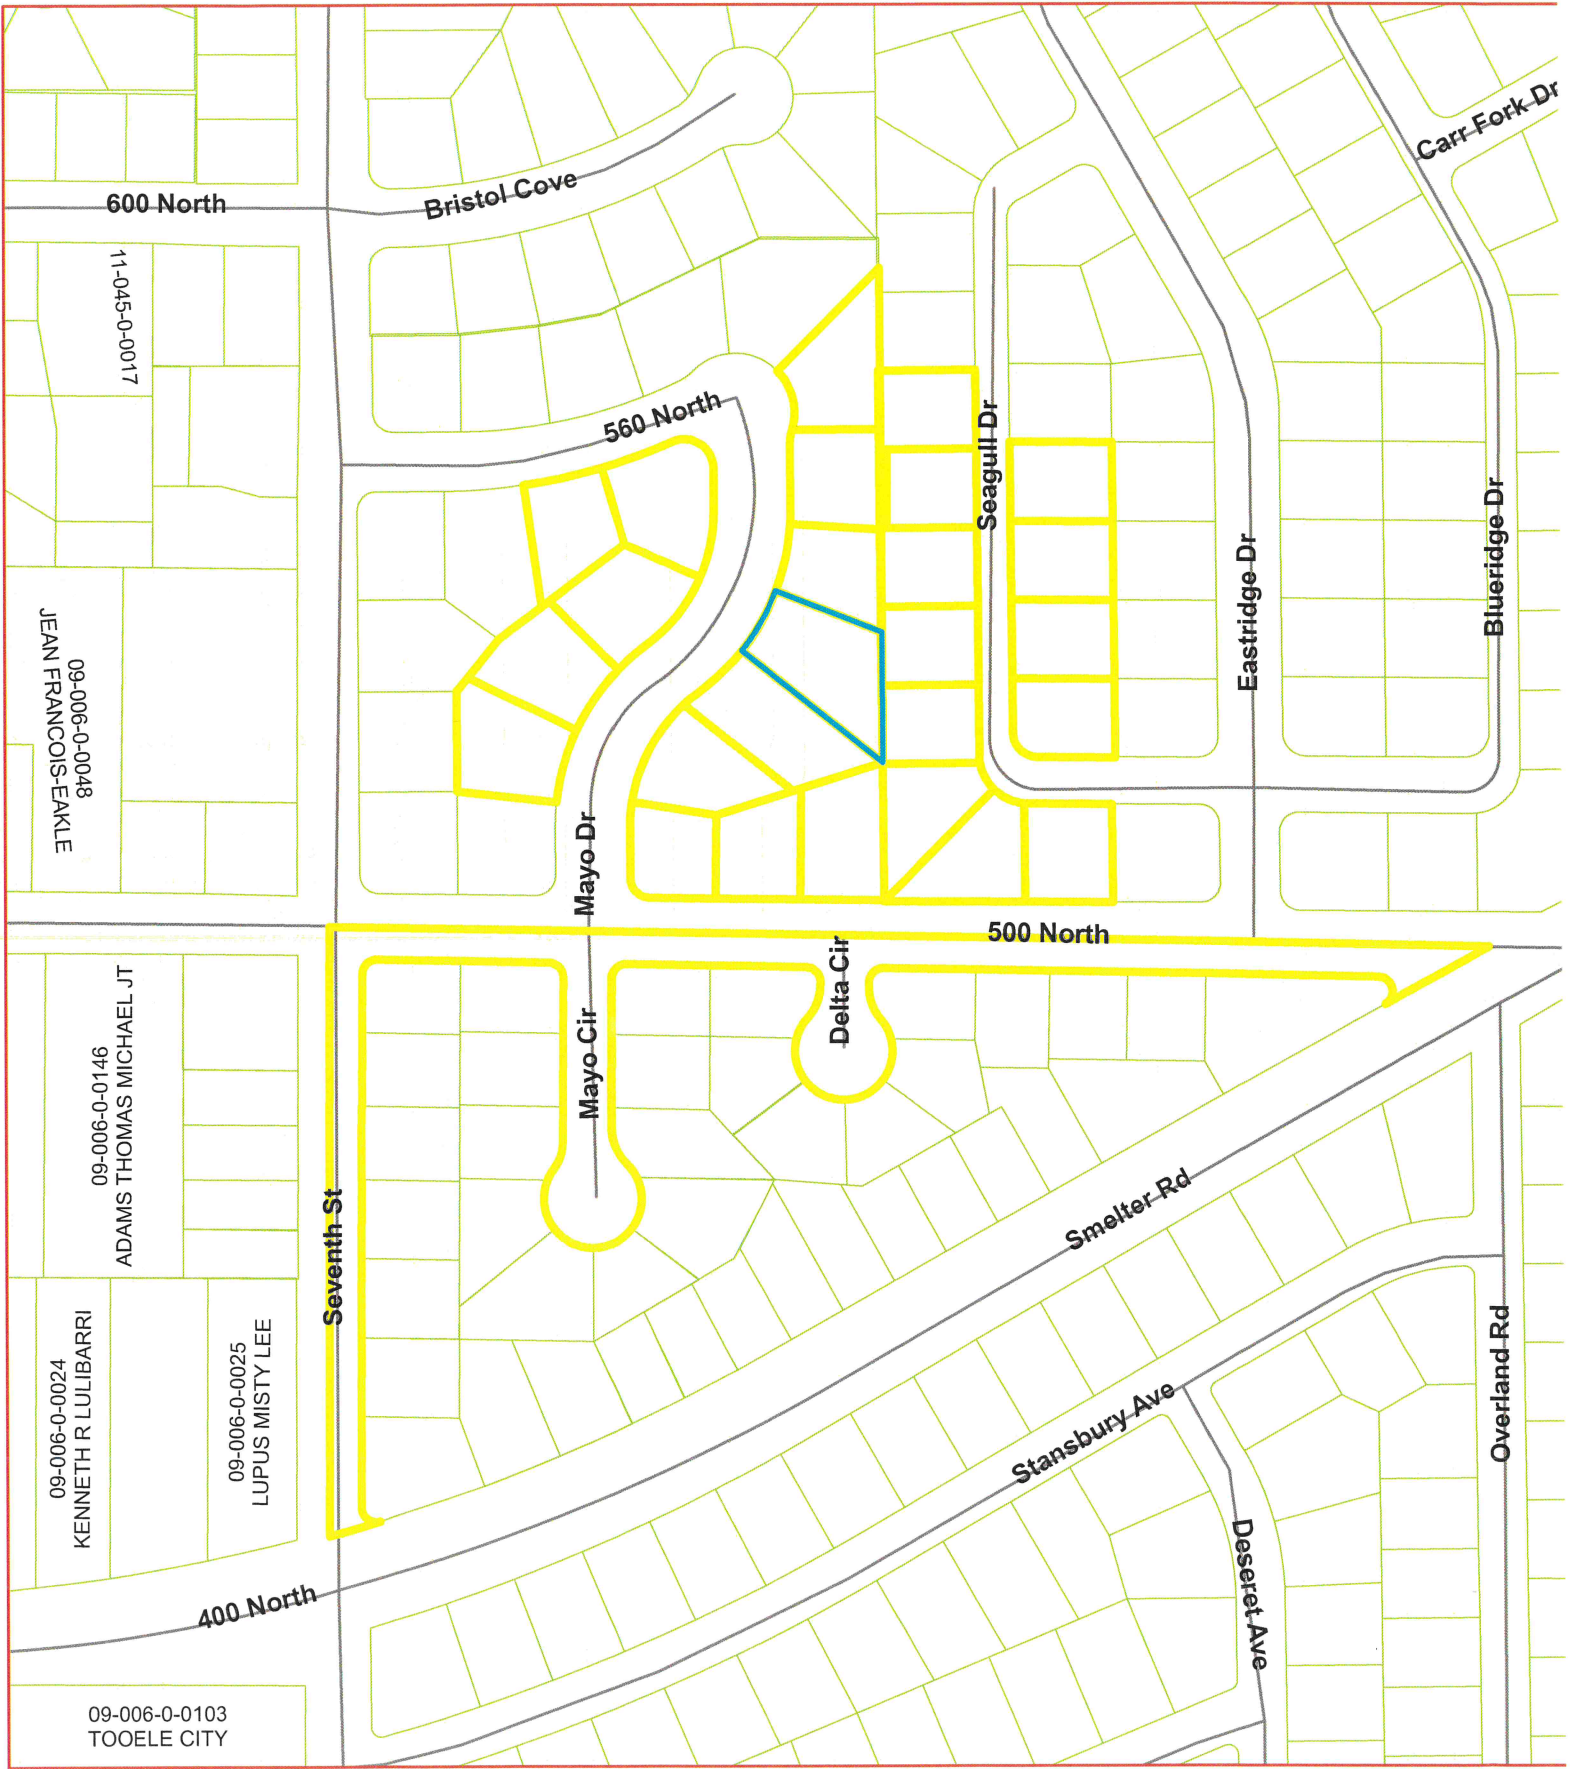 Carr Fork Dr
600 North
Bristol Cove
11-045-0-0017
560 North
Seagull Dr
Blueridge Dr
Eastridge Dr
09-006-0-0048
JEAN FRANCOIS-EAKLE
Mayo Dr
500 North
Delta Cir
Mayo Cir
09-006-0-0146
ADAMS THOMAS MICHAEL JT
Seventh St
Smelter Rd
09-006-0-0024
KENNETH R LULIBARRI
09-006-0-0025
LUPUS MISTY LEE
Overland Rd
Stansbury Ave
Deseret Ave
400 North
09-006-0-0103
TOOELE CITY